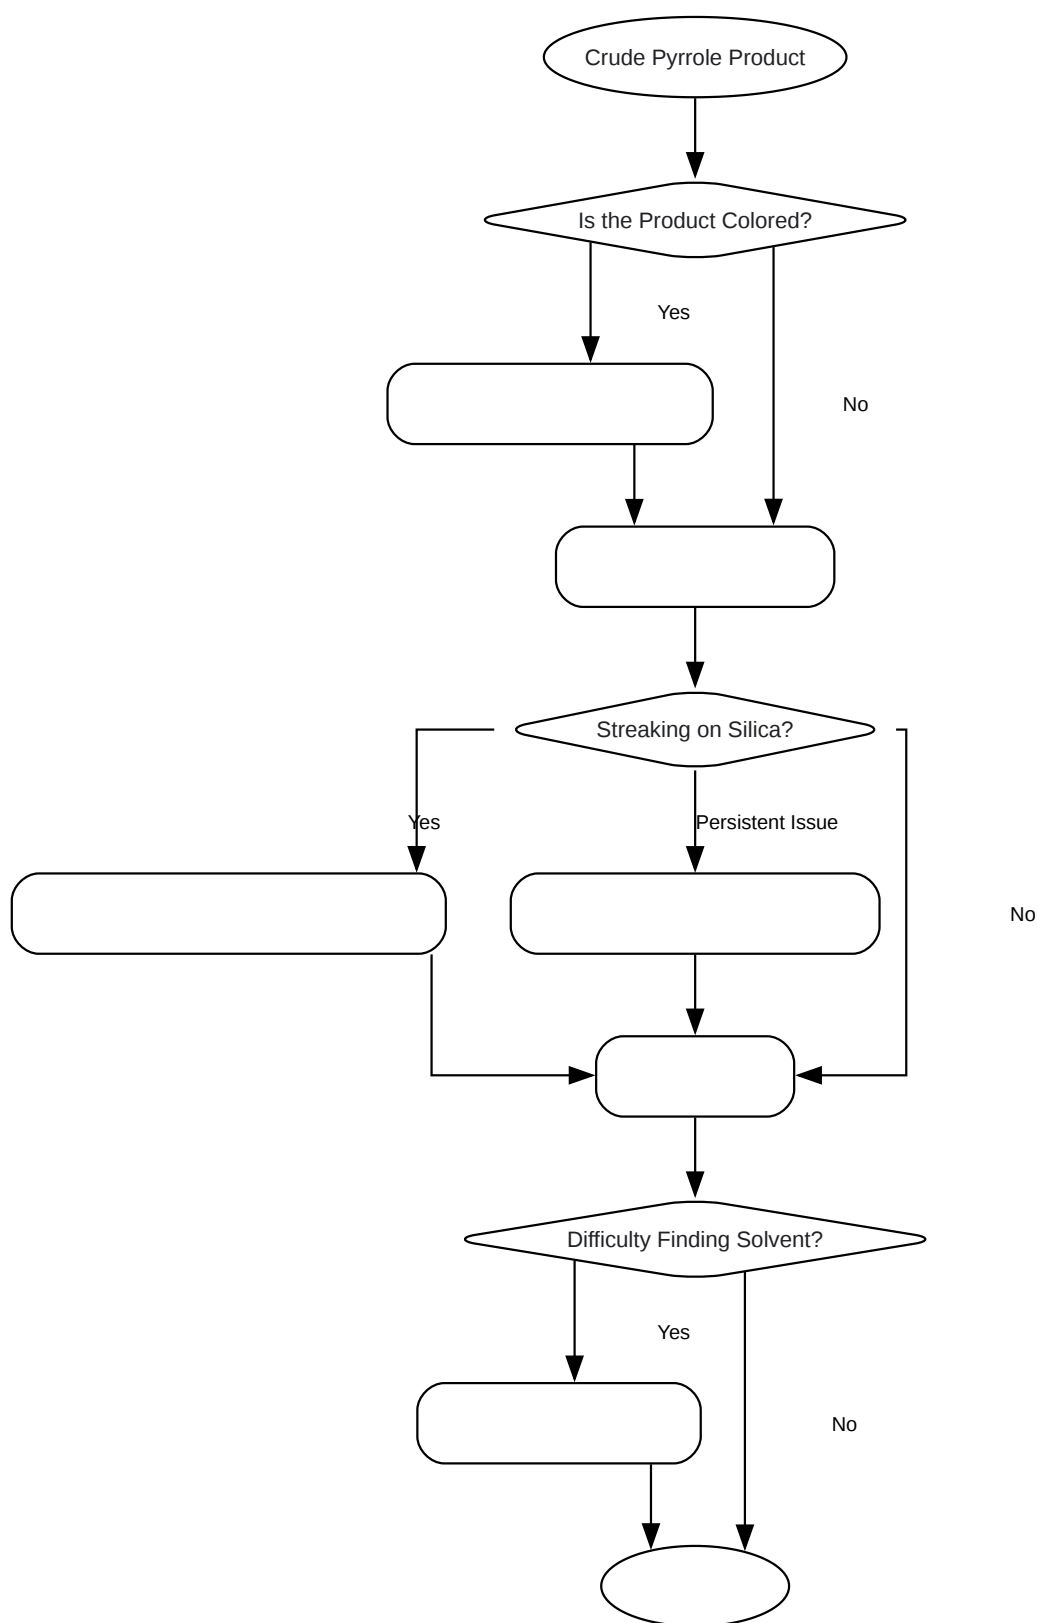 Crude Pyrrole Product
Is the Product Colored?
Yes
No
Streaking on Silica?
Yes
Persistent Issue
No
Difficulty Finding Solvent?
Yes
No